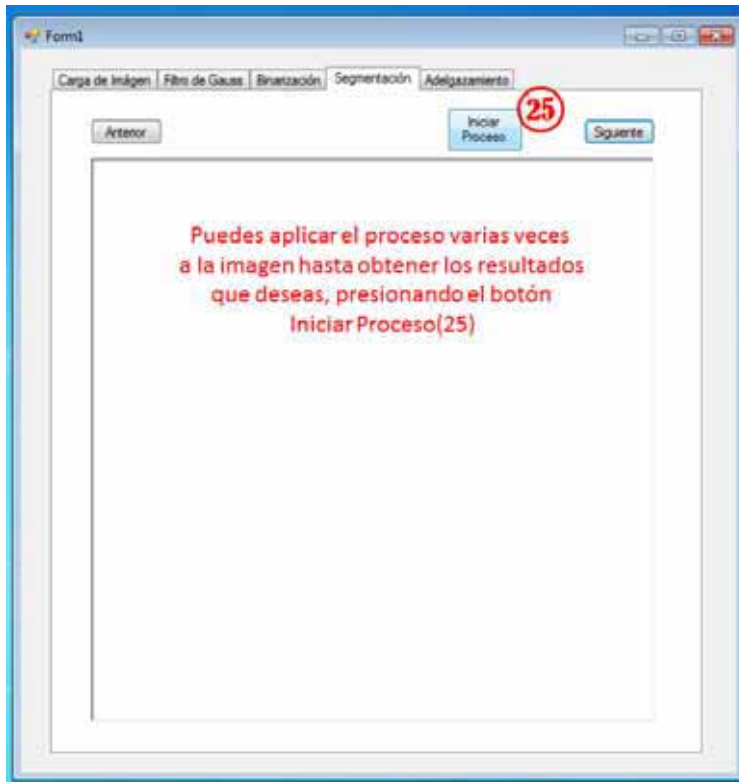 Form1
Carga de Imágen Filtro de Gauss Binarización Segmentación Adelgazamiento
Anterior
Iniciar
Proceso
25
Siguiente
Puedes aplicar el proceso varias veces
a la imagen hasta obtener los resultados
que deseas, presionando el botón
Iniciar Proceso(25)